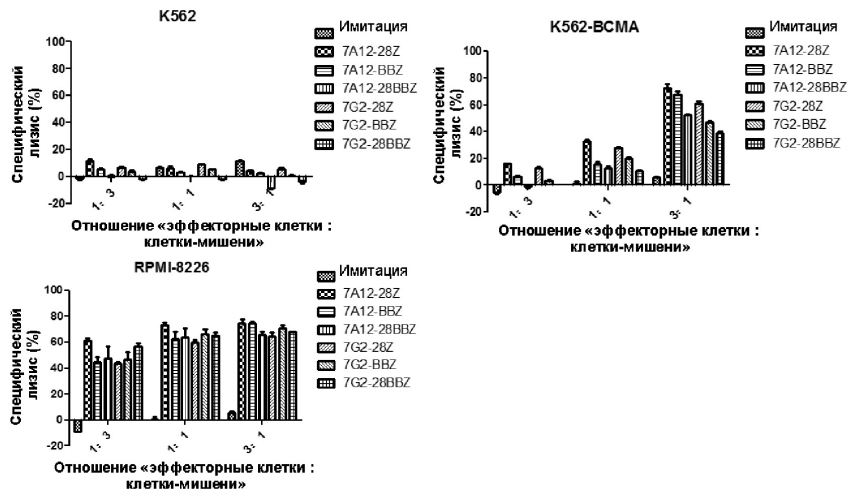 K562
Специфический
лизис (%)
100
80
60
40
20
0
-20
1: 3
1: 1
3: 1
Отношение «эффекторные клетки :
клетки-мишени»
Имитация
7A12-28Z
7A12-BBZ
7A12-28BBZ
7G2-28Z
7G2-BBZ
7G2-28BBZ
K562-BCMA
Специфический
лизис (%)
100
80
60
40
20
0
-20
1: 3
1: 1
3: 1
Отношение «эффекторные клетки :
клетки-мишени»
Имитация
7A12-28Z
7A12-BBZ
7A12-28BBZ
7G2-28Z
7G2-BBZ
7G2-28BBZ
RPMI-8226
Специфический
лизис (%)
100
80
60
40
20
0
-20
1: 3
1: 1
3: 1
Отношение «эффекторные клетки :
клетки-мишени»
Имитация
7A12-28Z
7A12-BBZ
7A12-28BBZ
7G2-28Z
7G2-BBZ
7G2-28BBZ